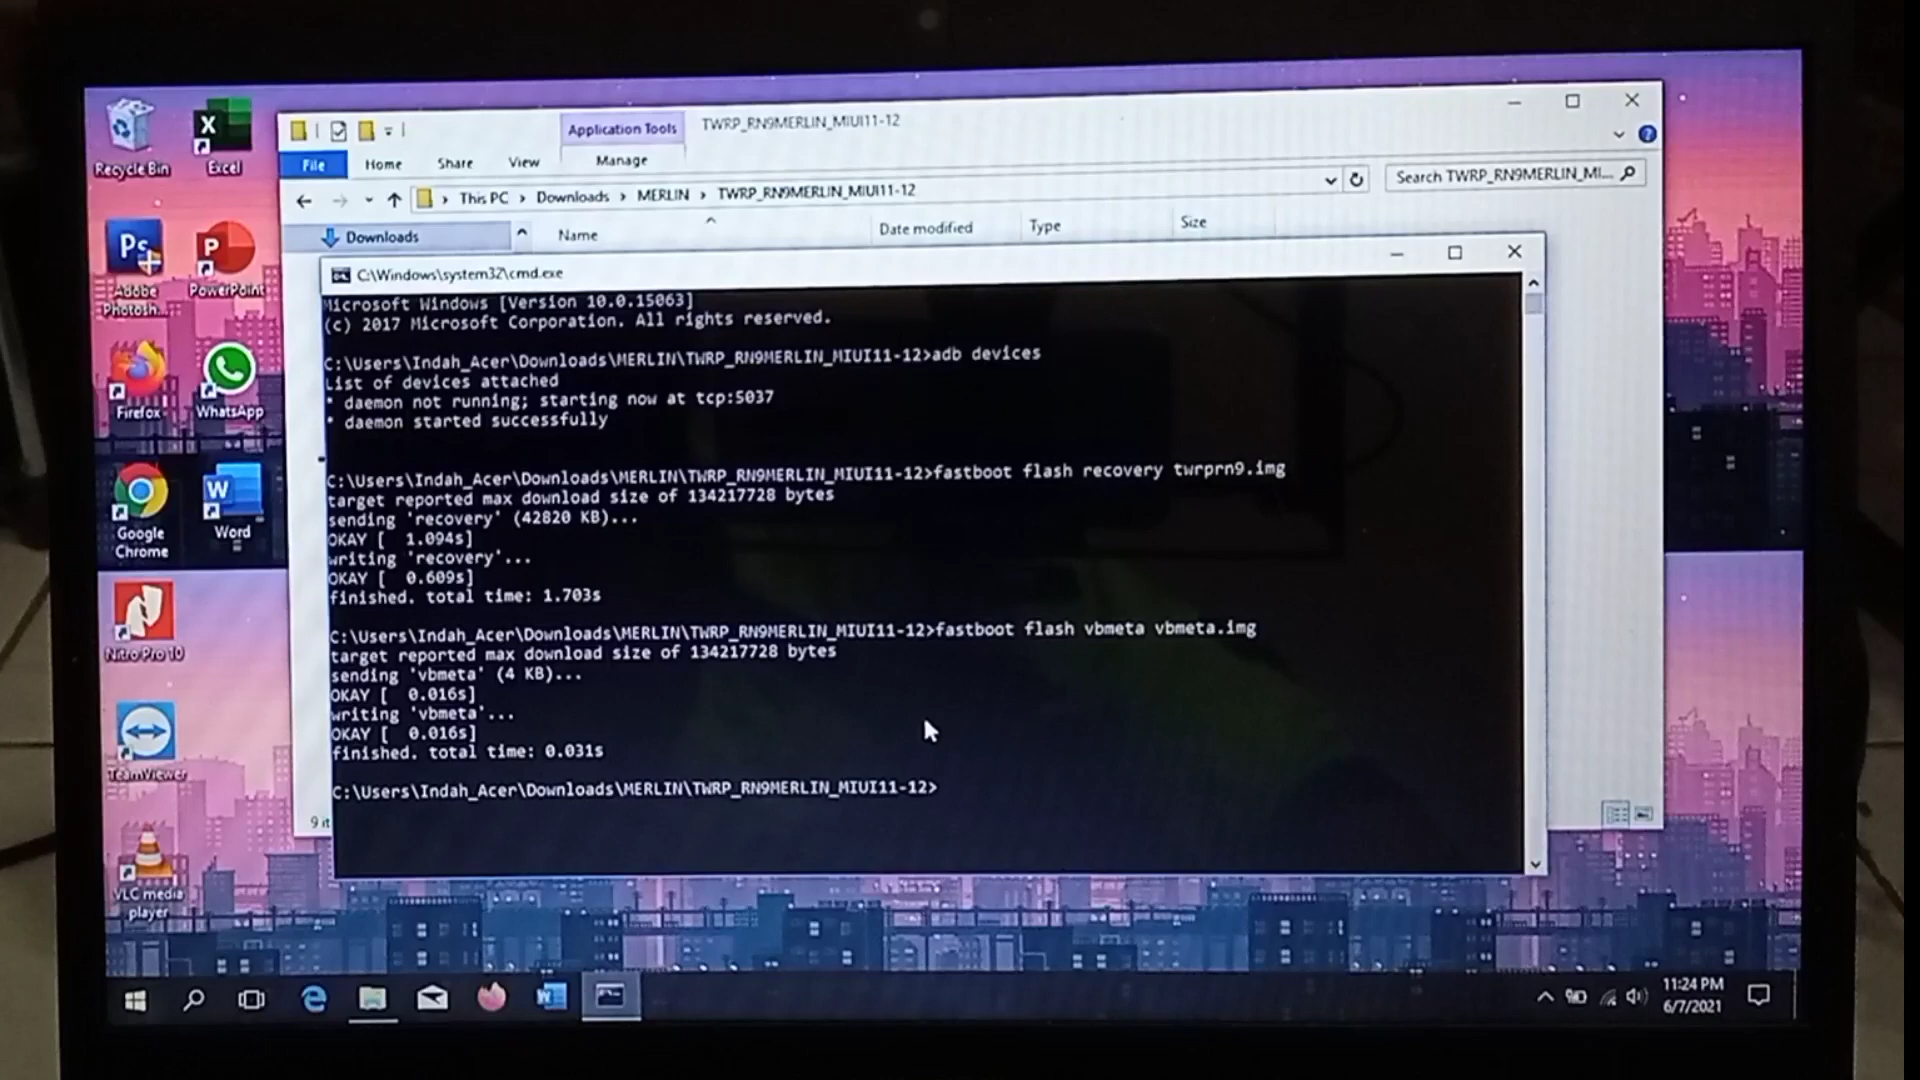 Recycle Bin
Excel
Adobe
Photosh...
PowerPoint
Firefox
WhatsApp
Google
Chrome
Word
Nitro Pro 10
TeamViewer
VLC media
player
Application Tools
TWRP_RN9MERLIN_MIUI11-12
File
Home
Share
View
Manage
This PC > Downloads > MERLIN > TWRP_RN9MERLIN_MIUI11-12
Search TWRP_RN9MERLIN_MI...
Downloads
Name
Date modified
Type
Size
C:\Windows\system32\cmd.exe
Microsoft Windows [Version 10.0.15063]
(c) 2017 Microsoft Corporation. All rights reserved.
C:\Users\Indah_Acer\Downloads\MERLIN\TWRP_RN9MERLIN_MIUI11-12>adb devices
List of devices attached
* daemon not running; starting now at tcp:5037
* daemon started successfully
C:\Users\Indah_Acer\Downloads\MERLIN\TWRP_RN9MERLIN_MIUI11-12>fastboot flash recovery twrprn9.img
target reported max download size of 134217728 bytes
sending 'recovery' (42820 KB)...
OKAY [  1.094s]
writing 'recovery'...
OKAY [  0.609s]
finished. total time: 1.703s
C:\Users\Indah_Acer\Downloads\MERLIN\TWRP_RN9MERLIN_MIUI11-12>fastboot flash vbmeta vbmeta.img
target reported max download size of 134217728 bytes
sending 'vbmeta' (4 KB)...
OKAY [  0.016s]
writing 'vbmeta'...
OKAY [  0.016s]
finished. total time: 0.031s
C:\Users\Indah_Acer\Downloads\MERLIN\TWRP_RN9MERLIN_MIUI11-12>
9 it
11:24 PM
6/7/2021